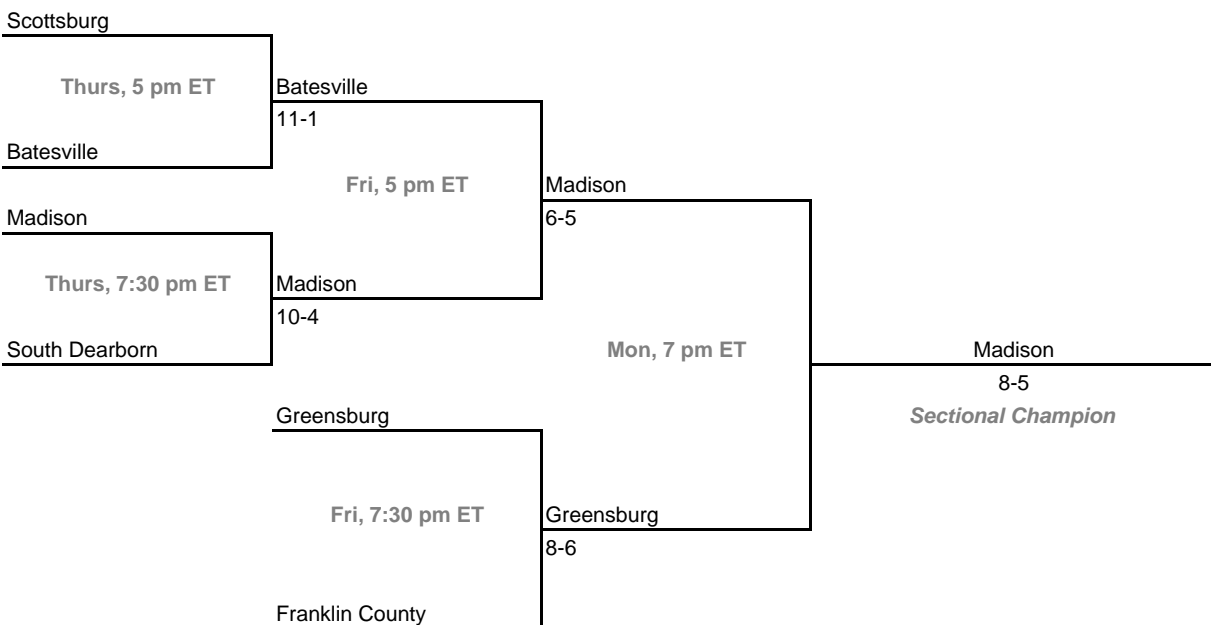 Scottsburg
Thurs, 5 pm ET
Batesville
11-1
Batesville
Fri, 5 pm ET
Madison
Madison
6-5
Thurs, 7:30 pm ET
Madison
10-4
South Dearborn
Mon, 7 pm ET
Madison
8-5
Greensburg
Sectional Champion
Fri, 7:30 pm ET
Greensburg
8-6
Franklin County